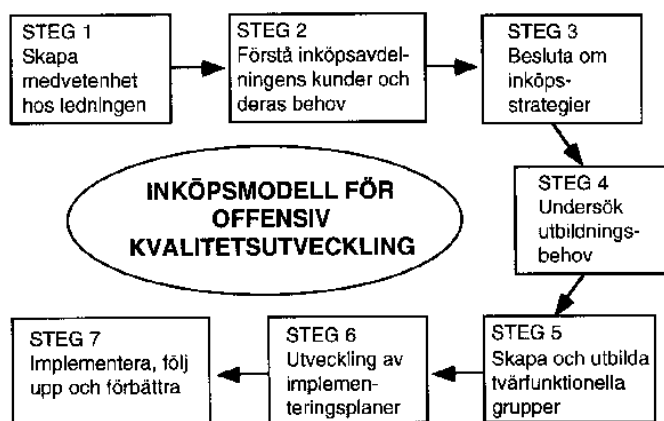 STEG 1
Skapa
medvetenhet
hos ledningen
STEG 2
Förstå inköpsavdel-
ningens kunder och
deras behov
STEG 3
Besluta om
inköps-
strategier
INKÖPSMODELL FÖR
OFFENSIV
KVALITETSUTVECKLING
STEG 4
Undersök
utbildnings-
behov
STEG 7
Implementera, följ
upp och förbättra
STEG 6
Utveckling av
implemen-
teringsplaner
STEG 5
Skapa och utbilda
tvärfunktionella
grupper